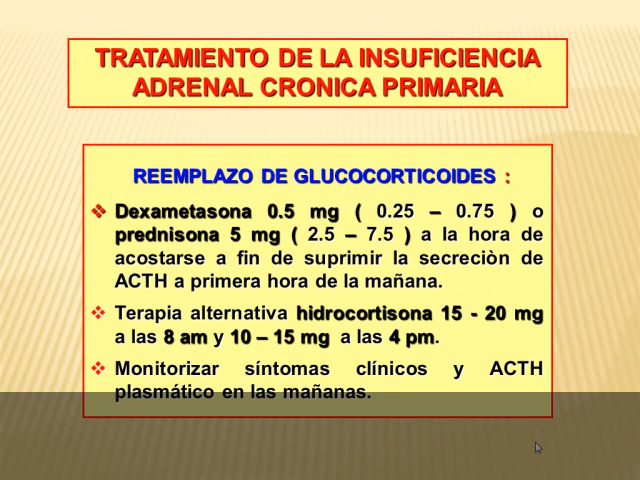 TRATAMIENTO DE LA INSUFICIENCIA
ADRENAL CRONICA PRIMARIA
REEMPLAZO DE GLUCOCORTICOIDES :
Dexametasona 0.5 mg ( 0.25 – 0.75 ) o
prednisona 5 mg ( 2.5 – 7.5 ) a la hora de
acostarse a fin de suprimir la secreciòn de
ACTH a primera hora de la mañana.
Terapia alternativa hidrocortisona 15 - 20 mg
a las 8 am y 10 – 15 mg a las 4 pm.
Monitorizar síntomas clínicos y ACTH
plasmático en las mañanas.